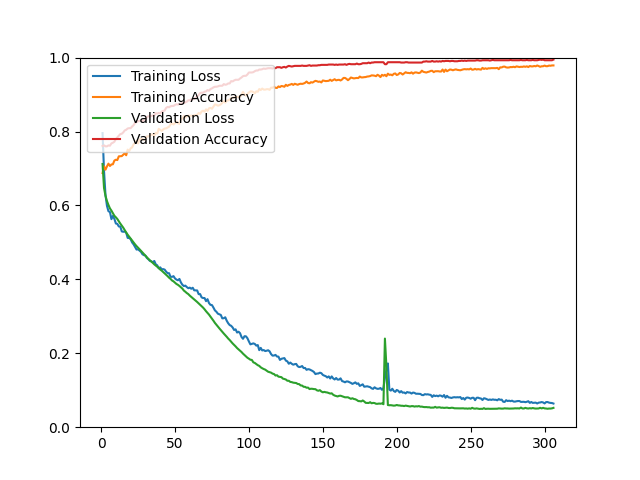 1.0
0.8
0.6
0.4
0.2
0.0
Training Loss
Training Accuracy
Validation Loss
Validation Accuracy
0 50 100 150 200 250 300